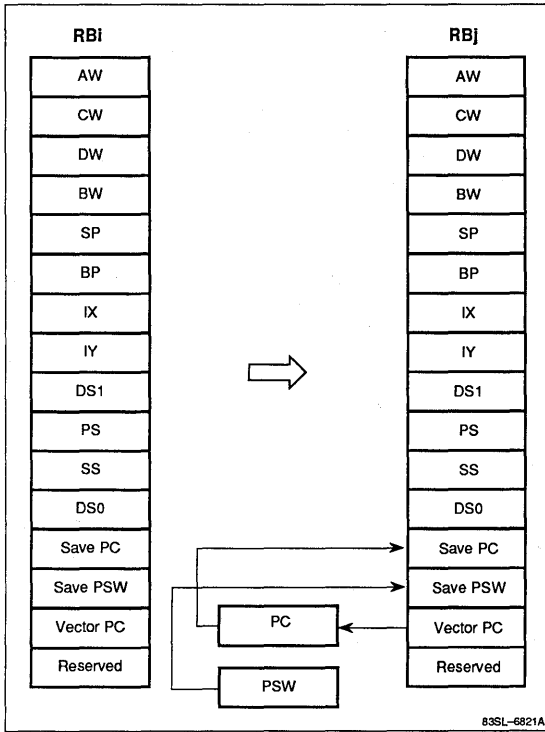 RBi
AW
CW
DW
BW
SP
BP
IX
IY
DS1
PS
SS
DS0
Save PC
Save PSW
Vector PC
Reserved
RBj
AW
CW
DW
BW
SP
BP
IX
IY
DS1
PS
SS
DS0
Save PC
Save PSW
Vector PC
Reserved
PC
PSW
83SL–6821A